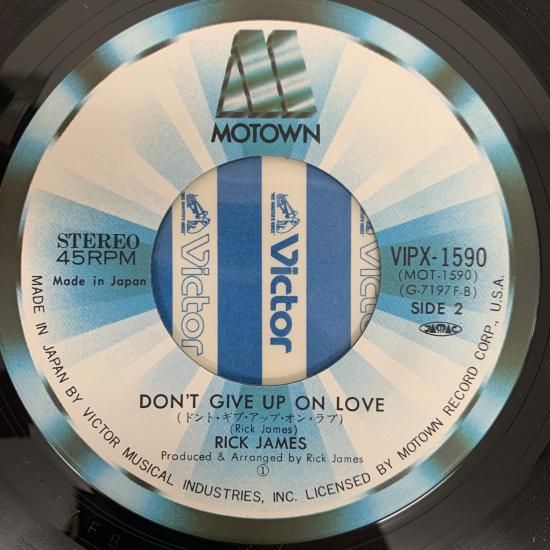 MOTOWN
STEREO
45RPM
Made in Japan
VIPX-1590
(MOT-1590)
(G-7197F-B)
SIDE 2
JASRAC
Victor
Victor
Victor
DON'T GIVE UP ON LOVE
(ドント・ギブ・アップ・オン・ラブ)
(Rick James)
RICK JAMES
Produced & Arranged by Rick James
①
MADE IN JAPAN BY VICTOR MUSICAL INDUSTRIES, INC. LICENSED BY MOTOWN RECORD CORP., U.S.A.